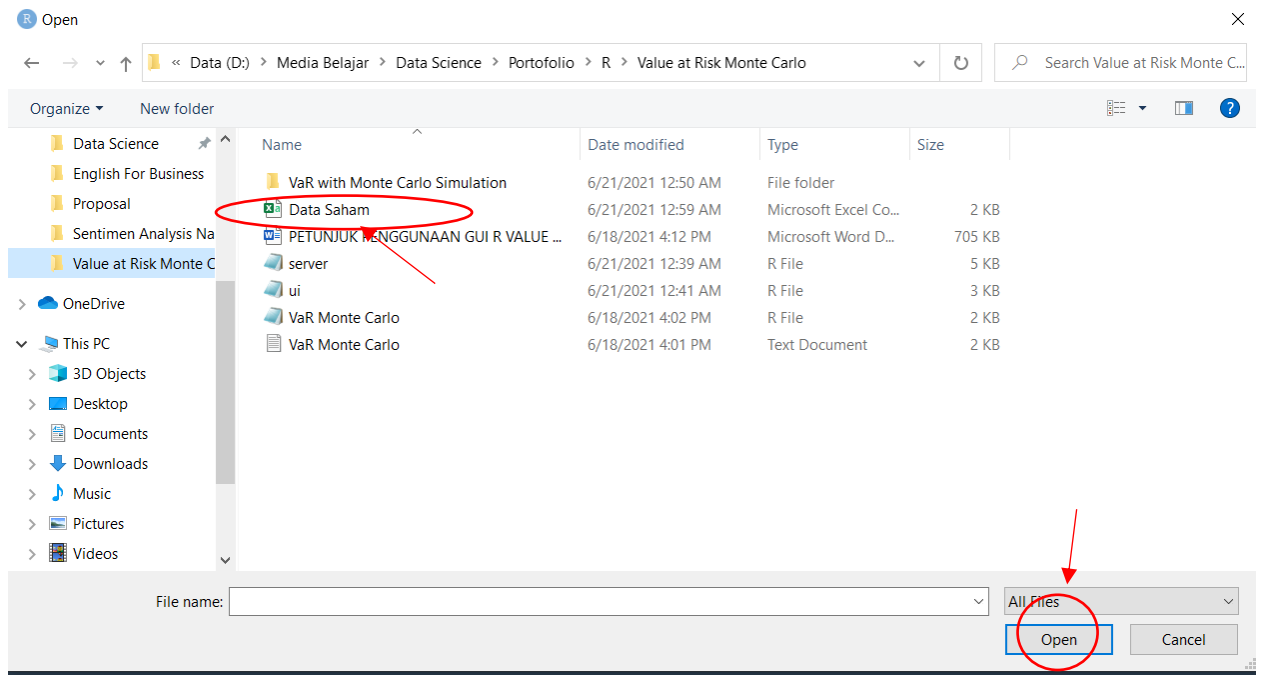 R Open
« Data (D:) > Media Belajar > Data Science > Portofolio > R > Value at Risk Monte Carlo
Search Value at Risk Monte C...
Organize New folder
?
Data Science
English For Business
Proposal
Sentimen Analysis Na
Value at Risk Monte C
OneDrive
This PC
3D Objects
Desktop
Documents
Downloads
Music
Pictures
Videos
Name Date modified Type Size
VaR with Monte Carlo Simulation 6/21/2021 12:50 AM File folder
Data Saham 6/21/2021 12:59 AM Microsoft Excel Co... 2 KB
PETUNJUK PENGGUNAAN GUI R VALUE ... 6/18/2021 4:12 PM Microsoft Word D... 705 KB
server 6/21/2021 12:39 AM R File 5 KB
ui 6/21/2021 12:41 AM R File 3 KB
VaR Monte Carlo 6/18/2021 4:02 PM R File 2 KB
VaR Monte Carlo 6/18/2021 4:01 PM Text Document 2 KB
File name:
All Files
Open Cancel